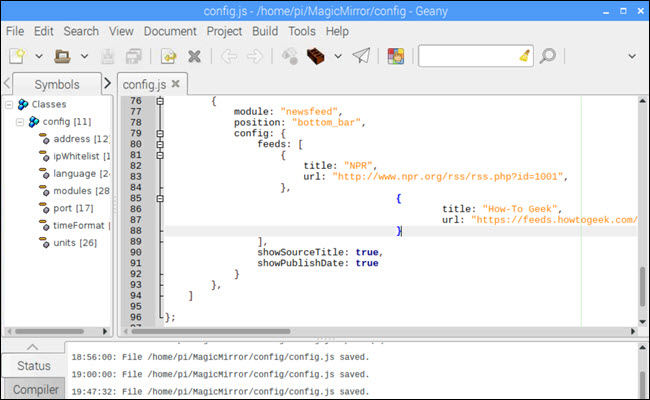 config.js - /home/pi/MagicMirror/config - Geany
File Edit Search View Document Project Build Tools Help
Symbols
config.js
Classes
config [11]
address [12]
ipWhitelist [
language [24
modules [28
port [17]
timeFormat
units [26]
76 {
77 module: "newsfeed",
78 position: "bottom_bar",
79 config: {
80 feeds: [
81 {
82 title: "NPR",
83 url: "http://www.npr.org/rss/rss.php?id=1001",
84 },
85 {
86 title: "How-To Geek",
87 url: "https://feeds.howtogeek.com/
88 }
89 ],
90 showSourceTitle: true,
91 showPublishDate: true
92 }
93 },
94 ]
95
96 };
97
Status
Compiler
18:56:00: File /home/pi/MagicMirror/config/config.js saved.
19:00:00: File /home/pi/MagicMirror/config/config.js saved.
19:47:32: File /home/pi/MagicMirror/config/config.js saved.